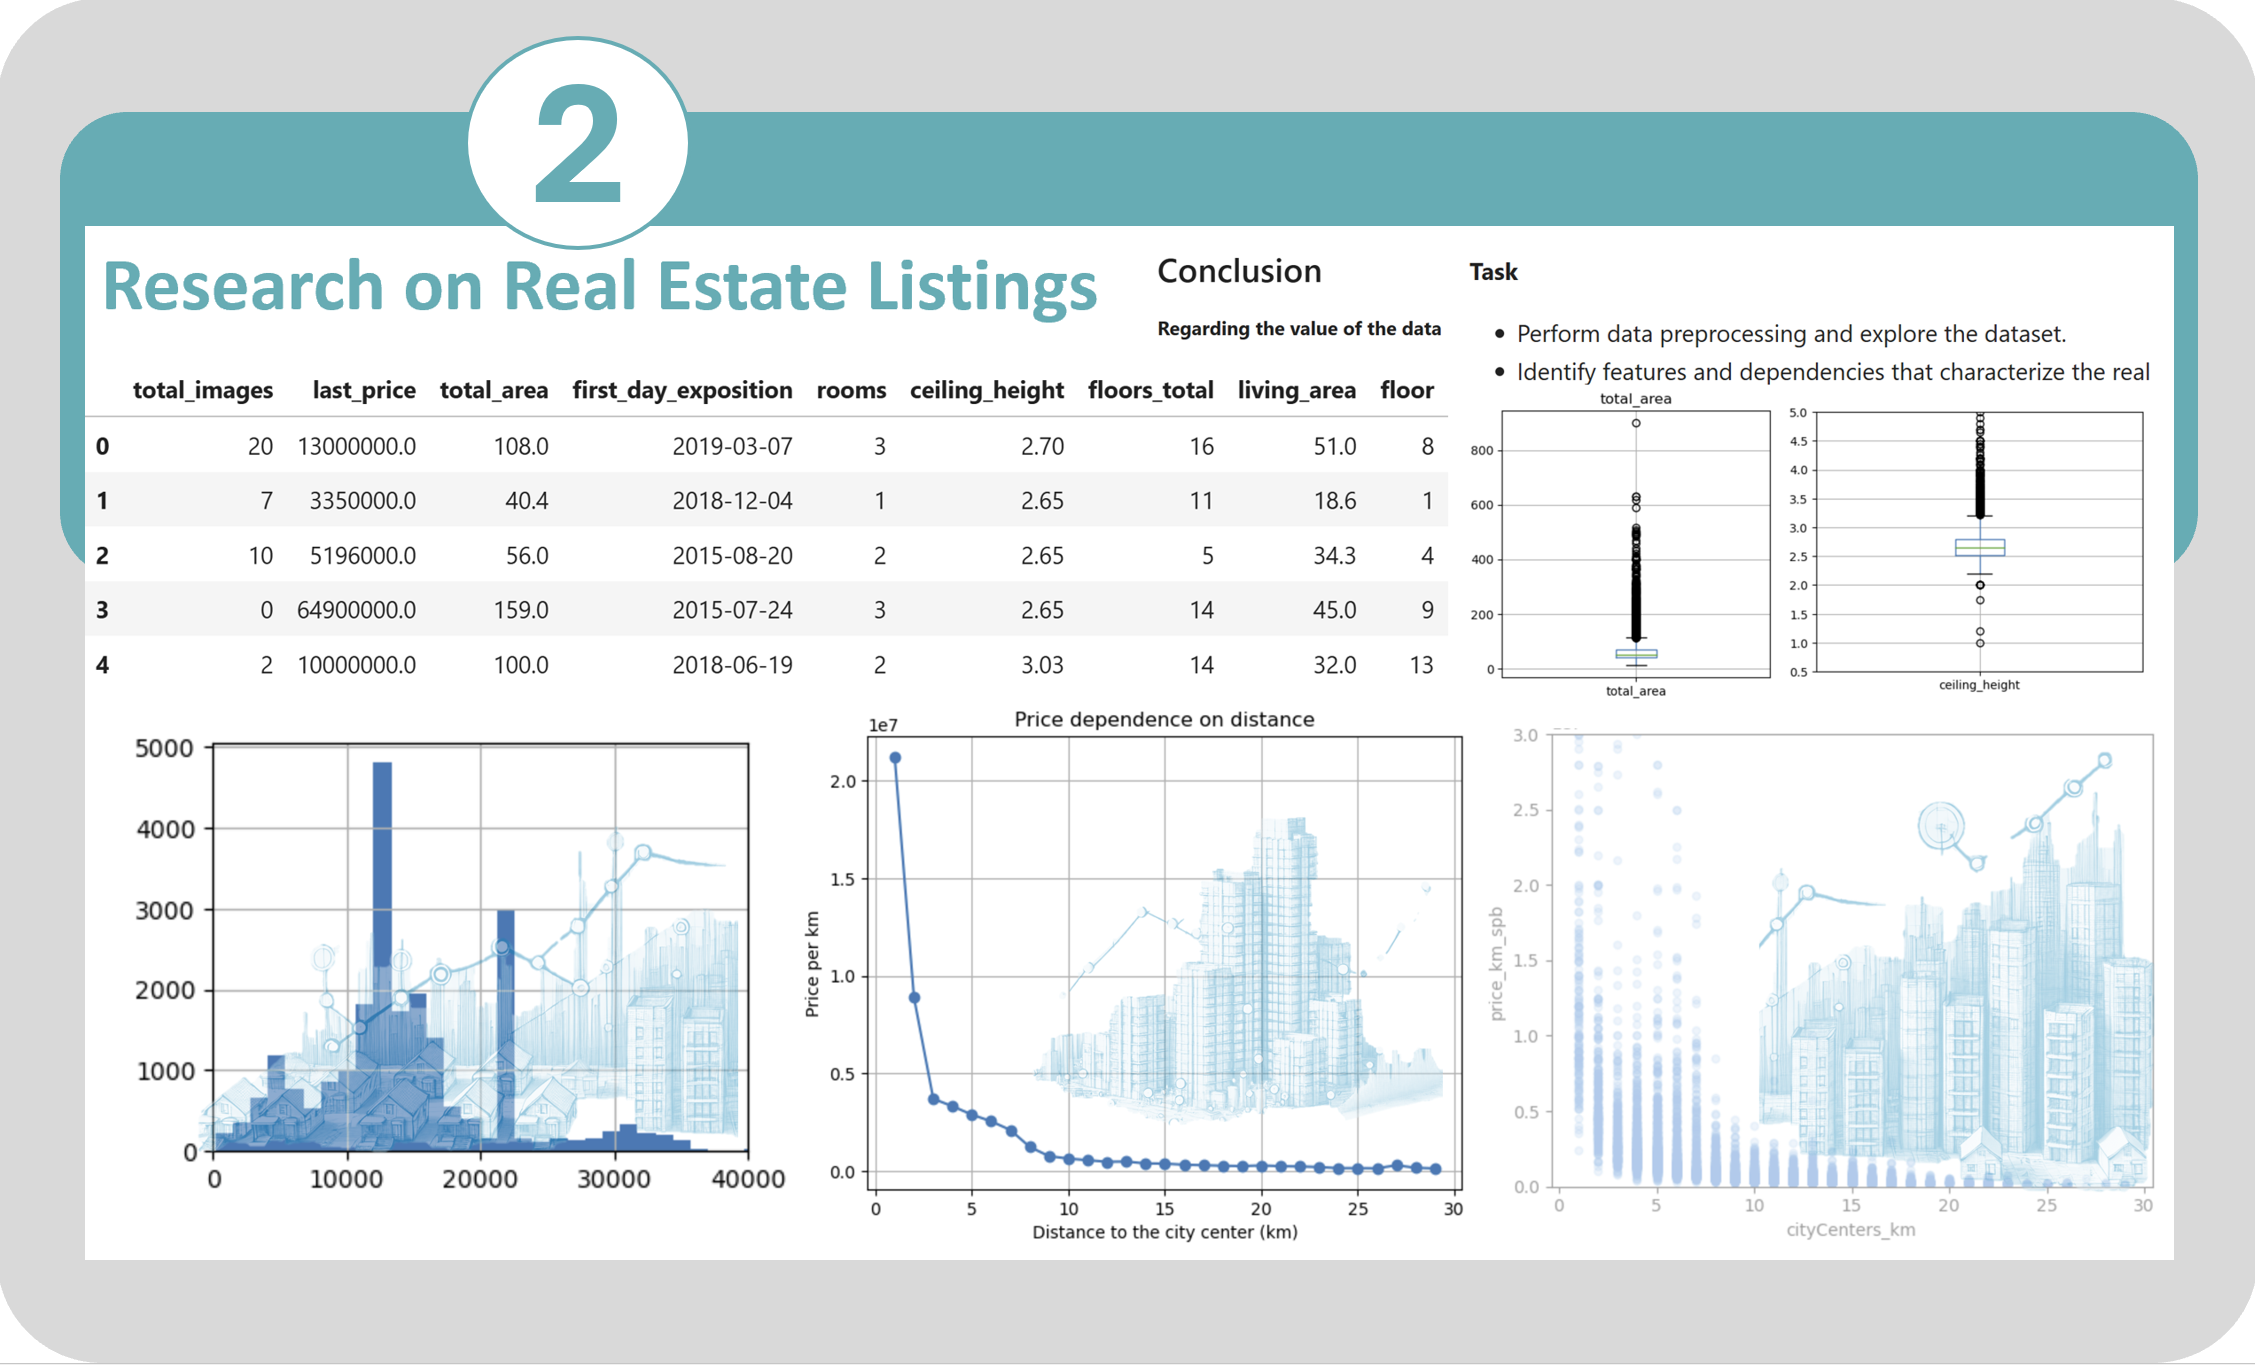 2
Research on Real Estate Listings
Conclusion
Regarding the value of the data
Task
• Perform data preprocessing and explore the dataset.
• Identify features and dependencies that characterize the real
total_images last_price total_area first_day_exposition rooms ceiling_height floors_total living_area floor
0 20 13000000.0 108.0 2019-03-07 3 2.70 16 51.0 8
1 7 3350000.0 40.4 2018-12-04 1 2.65 11 18.6 1
2 10 5196000.0 56.0 2015-08-20 2 2.65 5 34.3 4
3 0 64900000.0 159.0 2015-07-24 3 2.65 14 45.0 9
4 2 10000000.0 100.0 2018-06-19 2 3.03 14 32.0 13
total_area
800
600
400
200
0
total_area
5.0
4.5
4.0
3.5
3.0
2.5
2.0
1.5
1.0
0.5
ceiling_height
5000
4000
3000
2000
1000
0
0 10000 20000 30000 40000
Price dependence on distance
1e7
Price per km
2.0
1.5
1.0
0.5
0.0
0 5 10 15 20 25 30
Distance to the city center (km)
price_km_spb
3.0
2.5
2.0
1.5
1.0
0.5
0.0
0 5 10 15 20 25 30
cityCenters_km